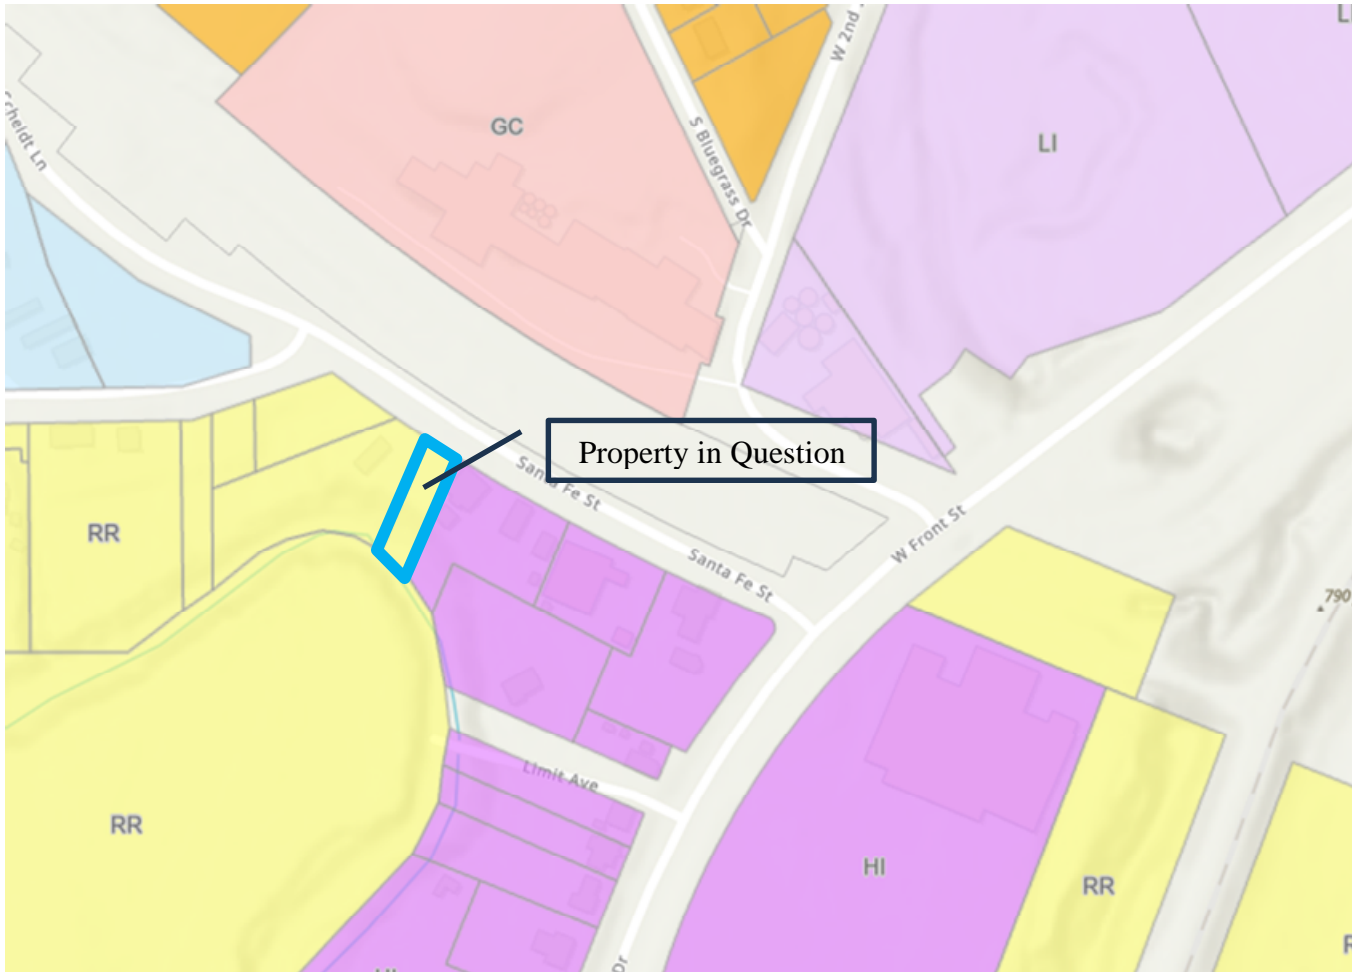 GC
LI
Scheidt Ln
S Bluegrass Dr
W 2nd
Property in Question
Santa Fe St
Santa Fe St
W Front St
RR
790
Limit Ave
RR
HI
RR
Dr